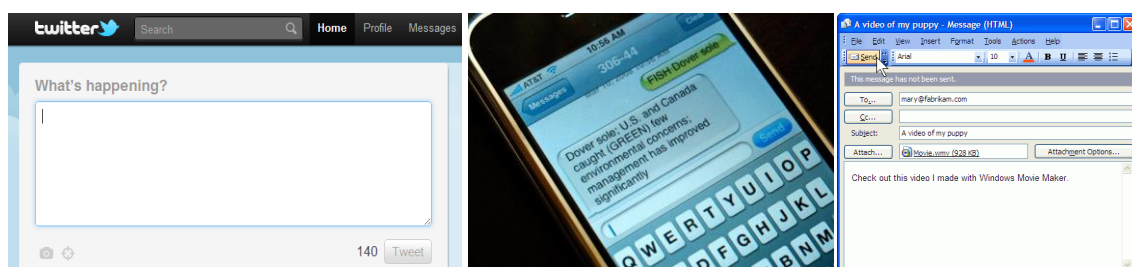 twitter
Search
Home Profile Messages
What's happening?
140 Tweet
AT&T 10:56 AM
Messages 306-44 Clear
FISH Dover sole
Dover sole: U.S. and Canada
caught (GREEN) few
environmental concerns;
management has improved
significantly
Send
Q W E R T Y U I O P
D F G H J K L
B N M
A video of my puppy - Message (HTML)
File Edit View Insert Format Tools Actions Help
Send Arial 10 A B U
This message has not been sent.
To... mary@fabrikam.com
Cc...
Subject: A video of my puppy
Attach... Movie.wmv (928 KB) Attachment Options...
Check out this video I made with Windows Movie Maker.